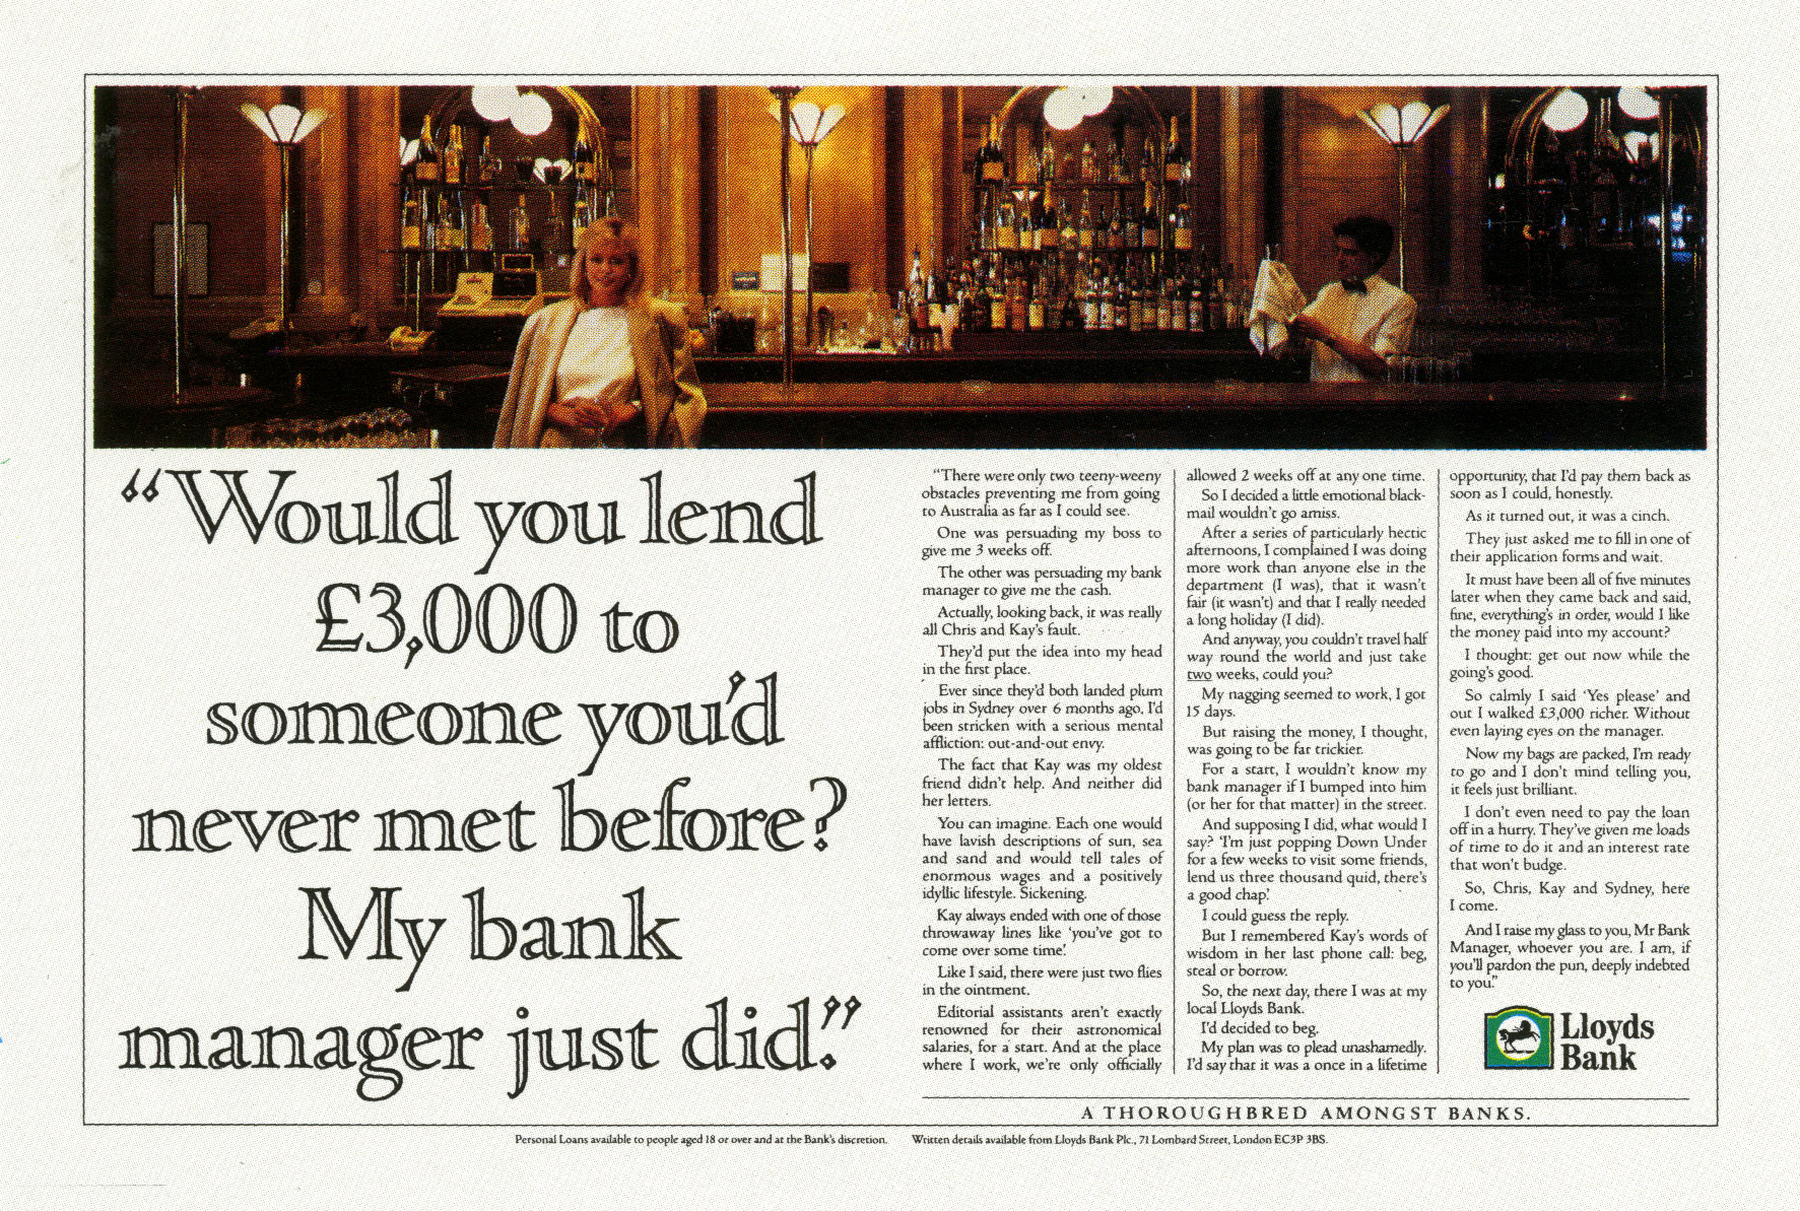 “Would you lend
£3,000 to
someone you'd
never met before?
My bank
manager just did.”
“There were only two teeny-weeny
obstacles preventing me from going
to Australia as far as I could see.
One was persuading my boss to
give me 3 weeks off.
The other was persuading my bank
manager to give me the cash.
Actually, looking back, it was really
all Chris and Kay's fault.
They'd put the idea into my head
in the first place.
Ever since they'd both landed plum
jobs in Sydney over 6 months ago, I'd
been stricken with a serious mental
affliction: out-and-out envy.
The fact that Kay was my oldest
friend didn't help. And neither did
her letters.
You can imagine. Each one would
have lavish descriptions of sun, sea
and sand and would tell tales of
enormous wages and a positively
idyllic lifestyle. Sickening.
Kay always ended with one of those
throwaway lines like ‘you've got to
come over some time’.
Like I said, there were just two flies
in the ointment.
Editorial assistants aren't exactly
renowned for their astronomical
salaries, for a start. And at the place
where I work, we're only officially
allowed 2 weeks off at any one time.
So I decided a little emotional black-
mail wouldn't go amiss.
After a series of particularly hectic
afternoons, I complained I was doing
more work than anyone else in the
department (I was), that it wasn't
fair (it wasn't) and that I really needed
a long holiday (I did).
And anyway, you couldn't travel half
way round the world and just take
two weeks, could you?
My nagging seemed to work, I got
15 days.
But raising the money, I thought,
was going to be far trickier.
For a start, I wouldn't know my
bank manager if I bumped into him
(or her for that matter) in the street.
And supposing I did, what would I
say? ‘I'm just popping Down Under
for a few weeks to visit some friends,
lend us three thousand quid, there's
a good chap’.
I could guess the reply.
But I remembered Kay's words of
wisdom in her last phone call: beg,
steal or borrow.
So, the next day, there I was at my
local Lloyds Bank.
I'd decided to beg.
My plan was to plead unashamedly.
I'd say that it was a once in a lifetime
opportunity, that I'd pay them back as
soon as I could, honestly.
As it turned out, it was a cinch.
They just asked me to fill in one of
their application forms and wait.
It must have been all of five minutes
later when they came back and said,
fine, everything's in order, would I like
the money paid into my account?
I thought: get out now while the
going's good.
So calmly I said ‘Yes please’ and
out I walked £3,000 richer. Without
even laying eyes on the manager.
Now my bags are packed, I'm ready
to go and I don't mind telling you,
it feels just brilliant.
I don't even need to pay the loan
off in a hurry. They've given me loads
of time to do it and an interest rate
that won't budge.
So, Chris, Kay and Sydney, here
I come.
And I raise my glass to you, Mr Bank
Manager, whoever you are. I am, if
you'll pardon the pun, deeply indebted
to you.”
Lloyds
Bank
A THOROUGHBRED AMONGST BANKS.
Personal Loans available to people aged 18 or over and at the Bank's discretion. Written details available from Lloyds Bank Plc., 71 Lombard Street, London EC3P 3BS.